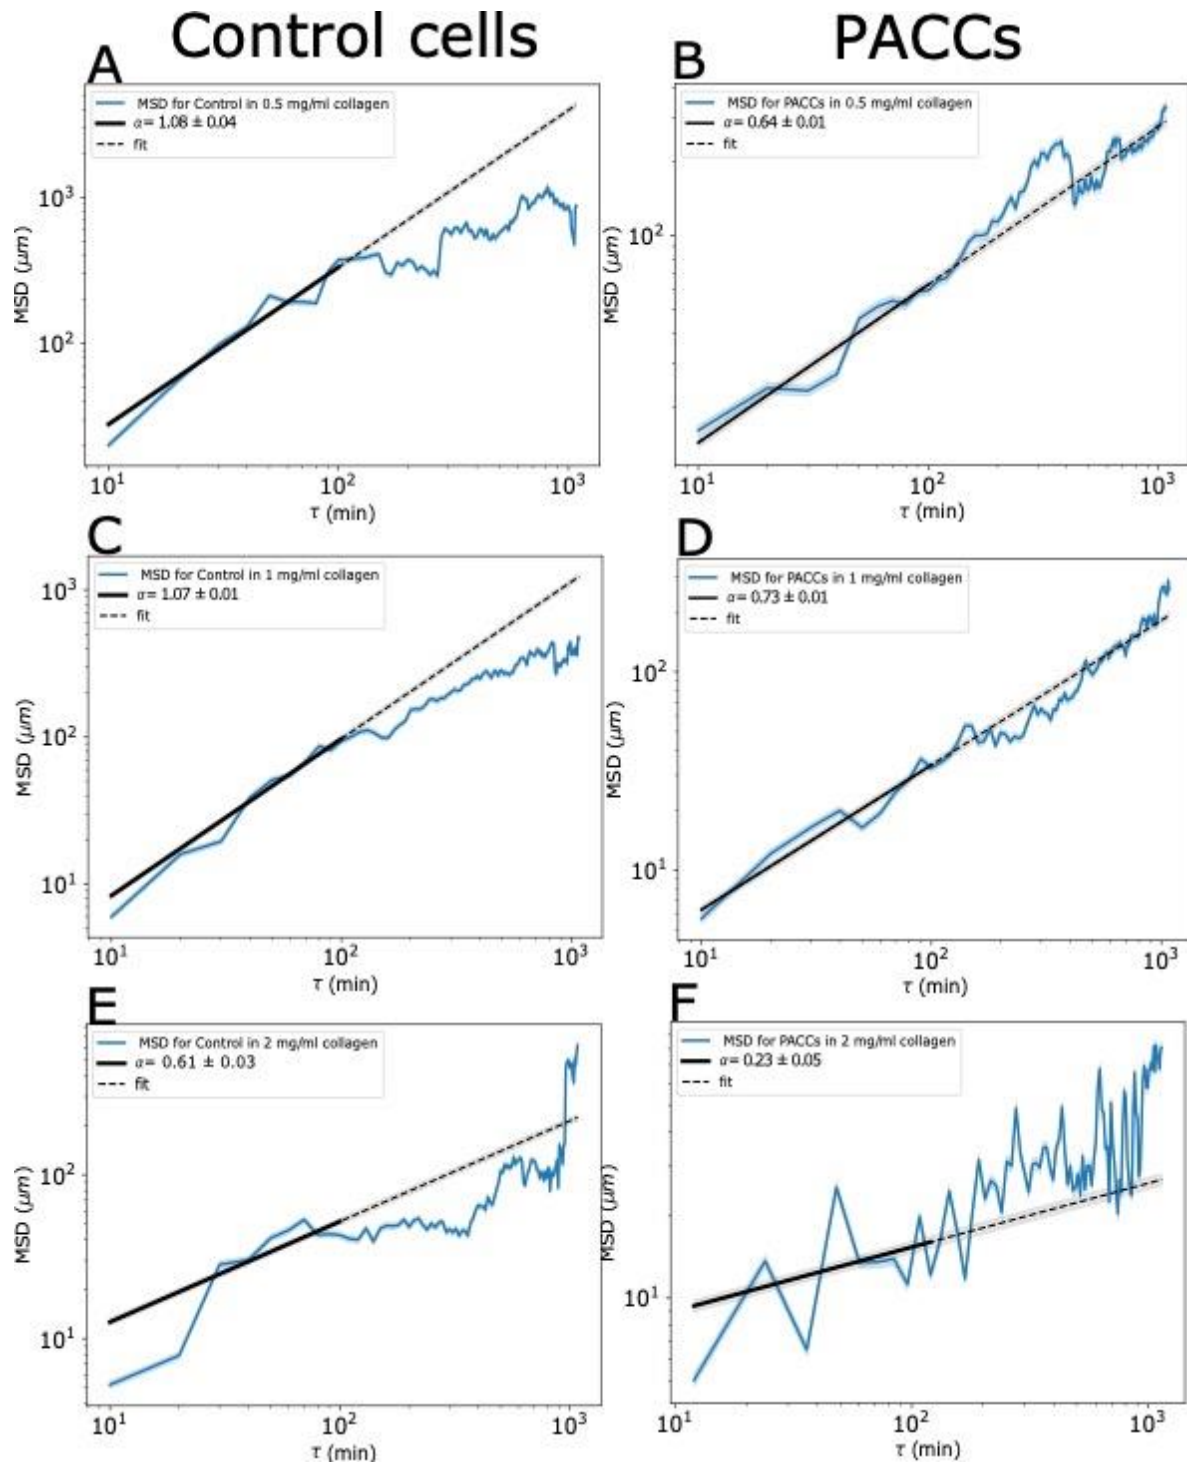 Control cells
PACCs
A
MSD for Control in 0.5 mg/ml collagen
α= 1.08 ± 0.04
fit
10³
10²
MSD (μm)
10¹ 10² 10³
τ (min)
B
MSD for PACCs in 0.5 mg/ml collagen
α= 0.64 ± 0.01
fit
10²
MSD (μm)
10¹ 10² 10³
τ (min)
C
MSD for Control in 1 mg/ml collagen
α= 1.07 ± 0.01
fit
10³
10²
10¹
MSD (μm)
10¹ 10² 10³
τ (min)
D
MSD for PACCs in 1 mg/ml collagen
α= 0.73 ± 0.01
fit
10²
10¹
MSD (μm)
10¹ 10² 10³
τ (min)
E
MSD for Control in 2 mg/ml collagen
α= 0.61 ± 0.03
fit
10²
10¹
MSD (μm)
10¹ 10² 10³
τ (min)
F
MSD for PACCs in 2 mg/ml collagen
α= 0.23 ± 0.05
fit
10¹
MSD (μm)
10¹ 10² 10³
τ (min)